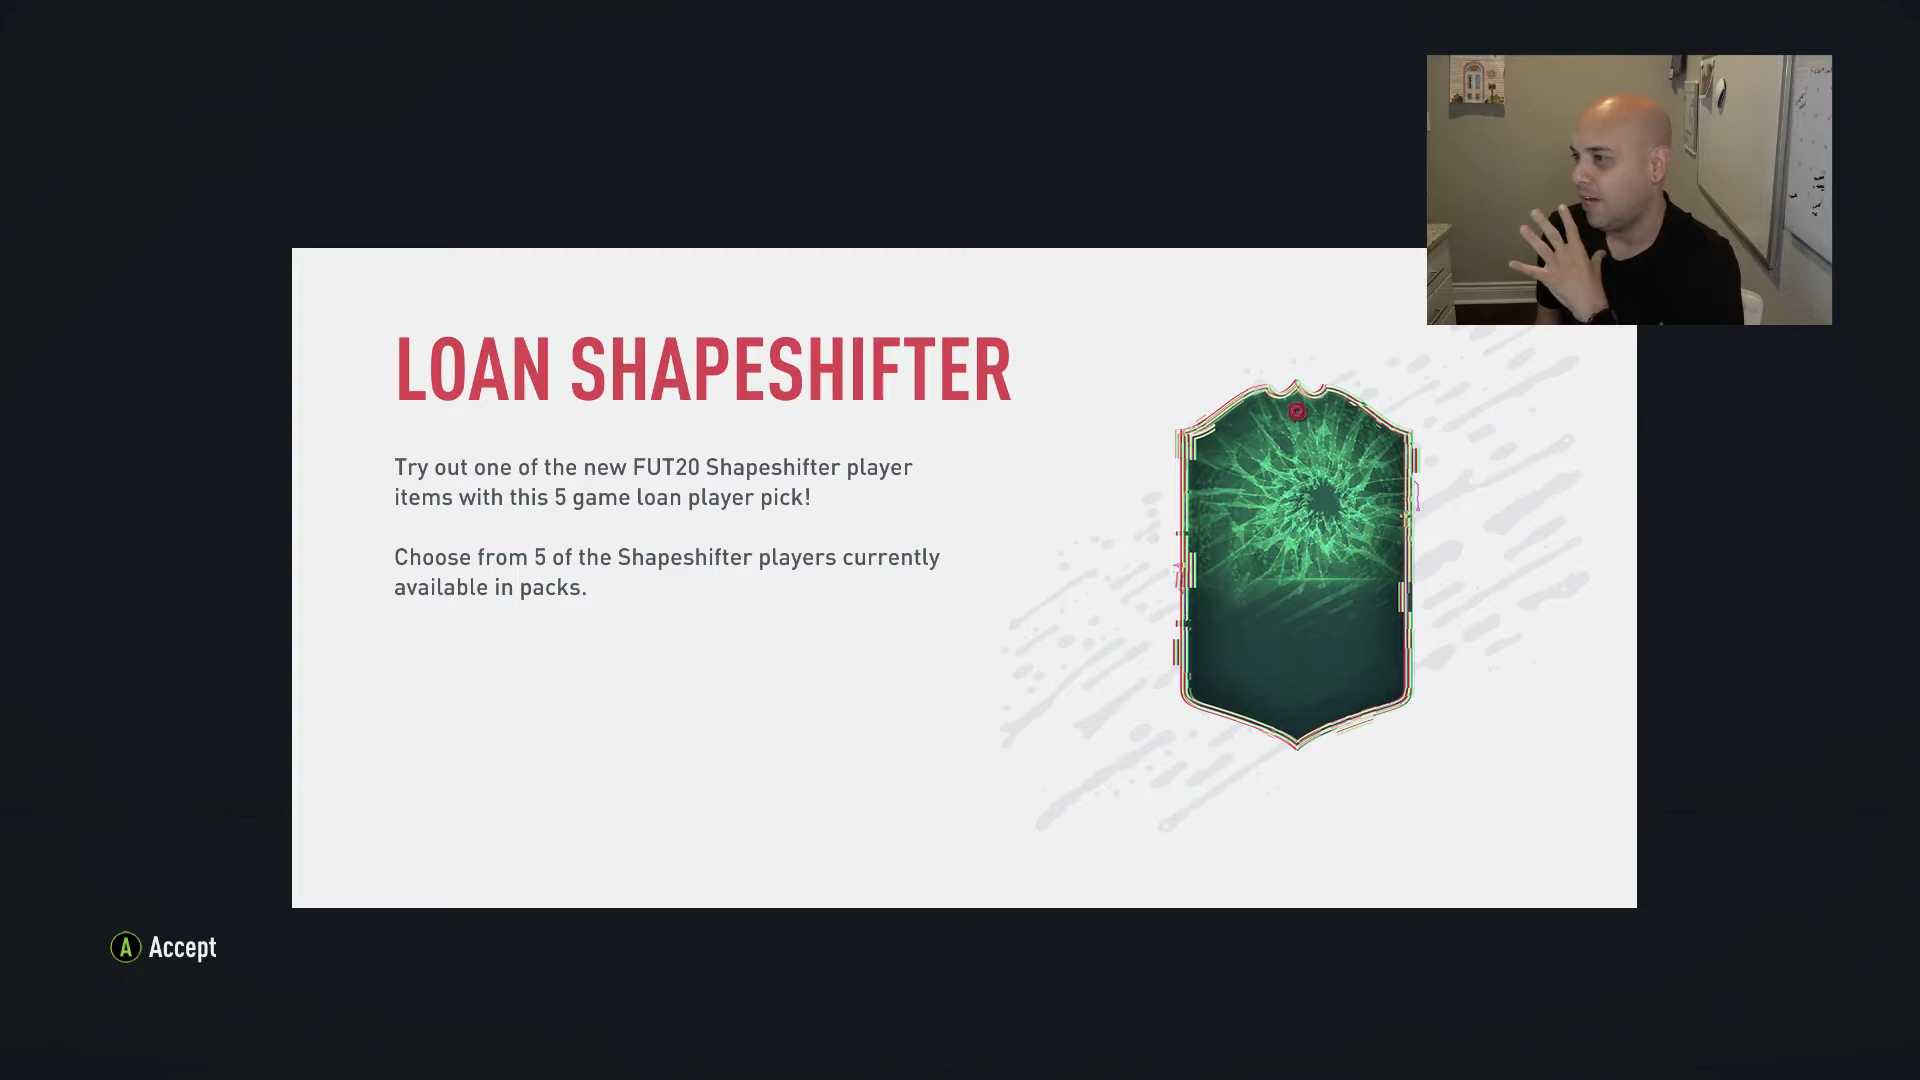 LOAN SHAPESHIFTER
Try out one of the new FUT20 Shapeshifter player
items with this 5 game loan player pick!
Choose from 5 of the Shapeshifter players currently
available in packs.
A Accept